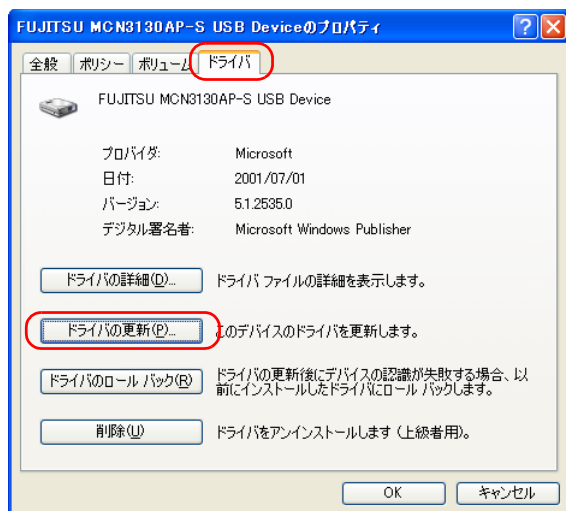 FUJITSU MCN3130AP-S USB Deviceのプロパティ
全般 ポリシー ボリューム ドライバ
FUJITSU MCN3130AP-S USB Device
プロバイダ: Microsoft
日付: 2001/07/01
バージョン: 5.1.2535.0
デジタル署名者: Microsoft Windows Publisher
ドライバの詳細(D)... ドライバ ファイルの詳細を表示します。
ドライバの更新(P)... このデバイスのドライバを更新します。
ドライバのロール バック(R) ドライバの更新後にデバイスの認識が失敗する場合、以
前にインストールしたドライバにロール バックします。
削除(U) ドライバをアンインストールします (上級者用)。
OK キャンセル